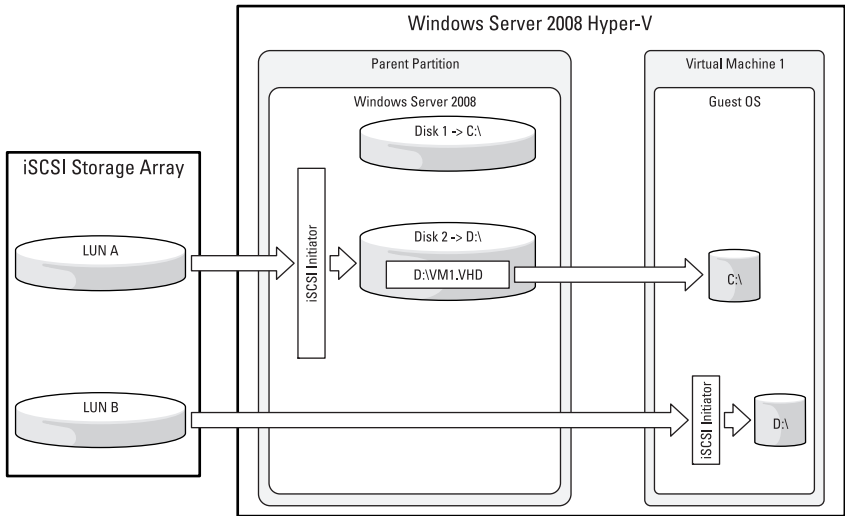 Windows Server 2008 Hyper-V
Parent Partition
Virtual Machine 1
Windows Server 2008
Guest OS
Disk 1 -> C:\
iSCSI Storage Array
LUN A
iSCSI Initiator
Disk 2 -> D:\
D:\VM1.VHD
C:\
LUN B
iSCSI Initiator
D:\